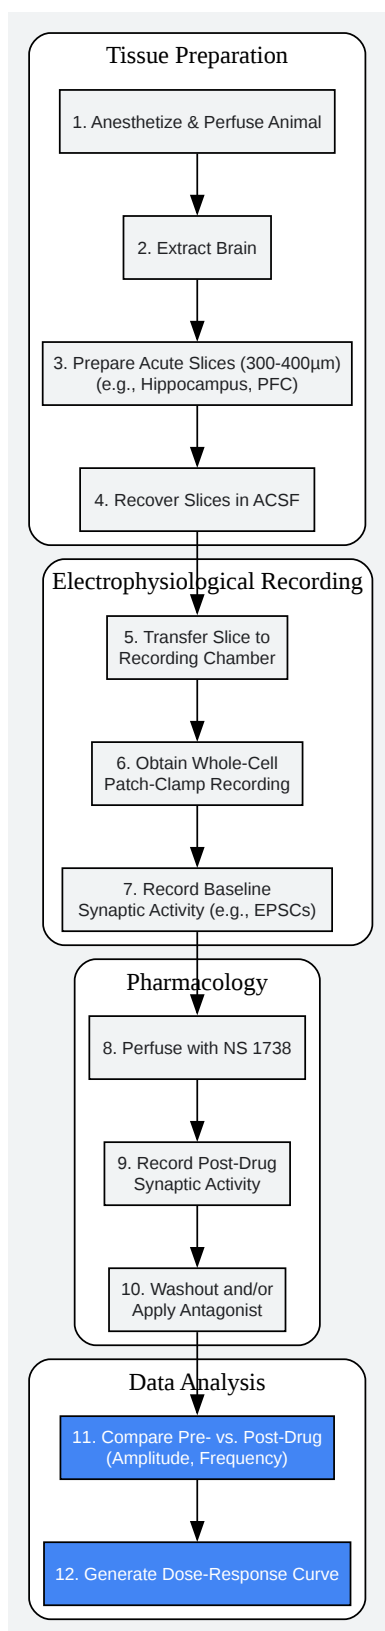 Tissue Preparation
1. Anesthetize & Perfuse Animal
2. Extract Brain
3. Prepare Acute Slices (300-400µm)
(e.g., Hippocampus, PFC)
4. Recover Slices in ACSF
Electrophysiological Recording
5. Transfer Slice to
Recording Chamber
6. Obtain Whole-Cell
Patch-Clamp Recording
7. Record Baseline
Synaptic Activity (e.g., EPSCs)
Pharmacology
8. Perfuse with NS 1738
9. Record Post-Drug
Synaptic Activity
10. Washout and/or
Apply Antagonist
Data Analysis
11. Compare Pre- vs. Post-Drug
(Amplitude, Frequency)
12. Generate Dose-Response Curve